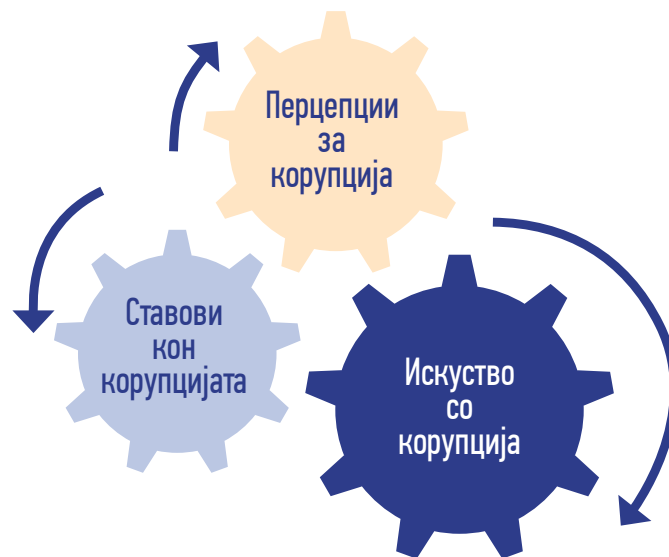 Перцепции
за
корупција
Ставови
кон
корупцијата
Искуство
со
корупција